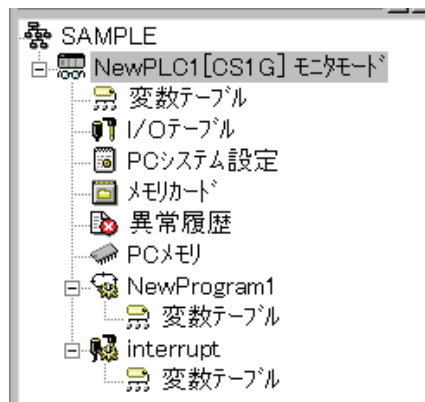 SAMPLE
NewPLC1[CS1G] ﾓﾆﾀﾓｰﾄﾞ
変数ﾃｰﾌﾞﾙ
I/Oﾃｰﾌﾞﾙ
PCｼｽﾃﾑ設定
ﾒﾓﾘｶｰﾄﾞ
異常履歴
PCﾒﾓﾘ
NewProgram1
変数ﾃｰﾌﾞﾙ
interrupt
変数ﾃｰﾌﾞﾙ